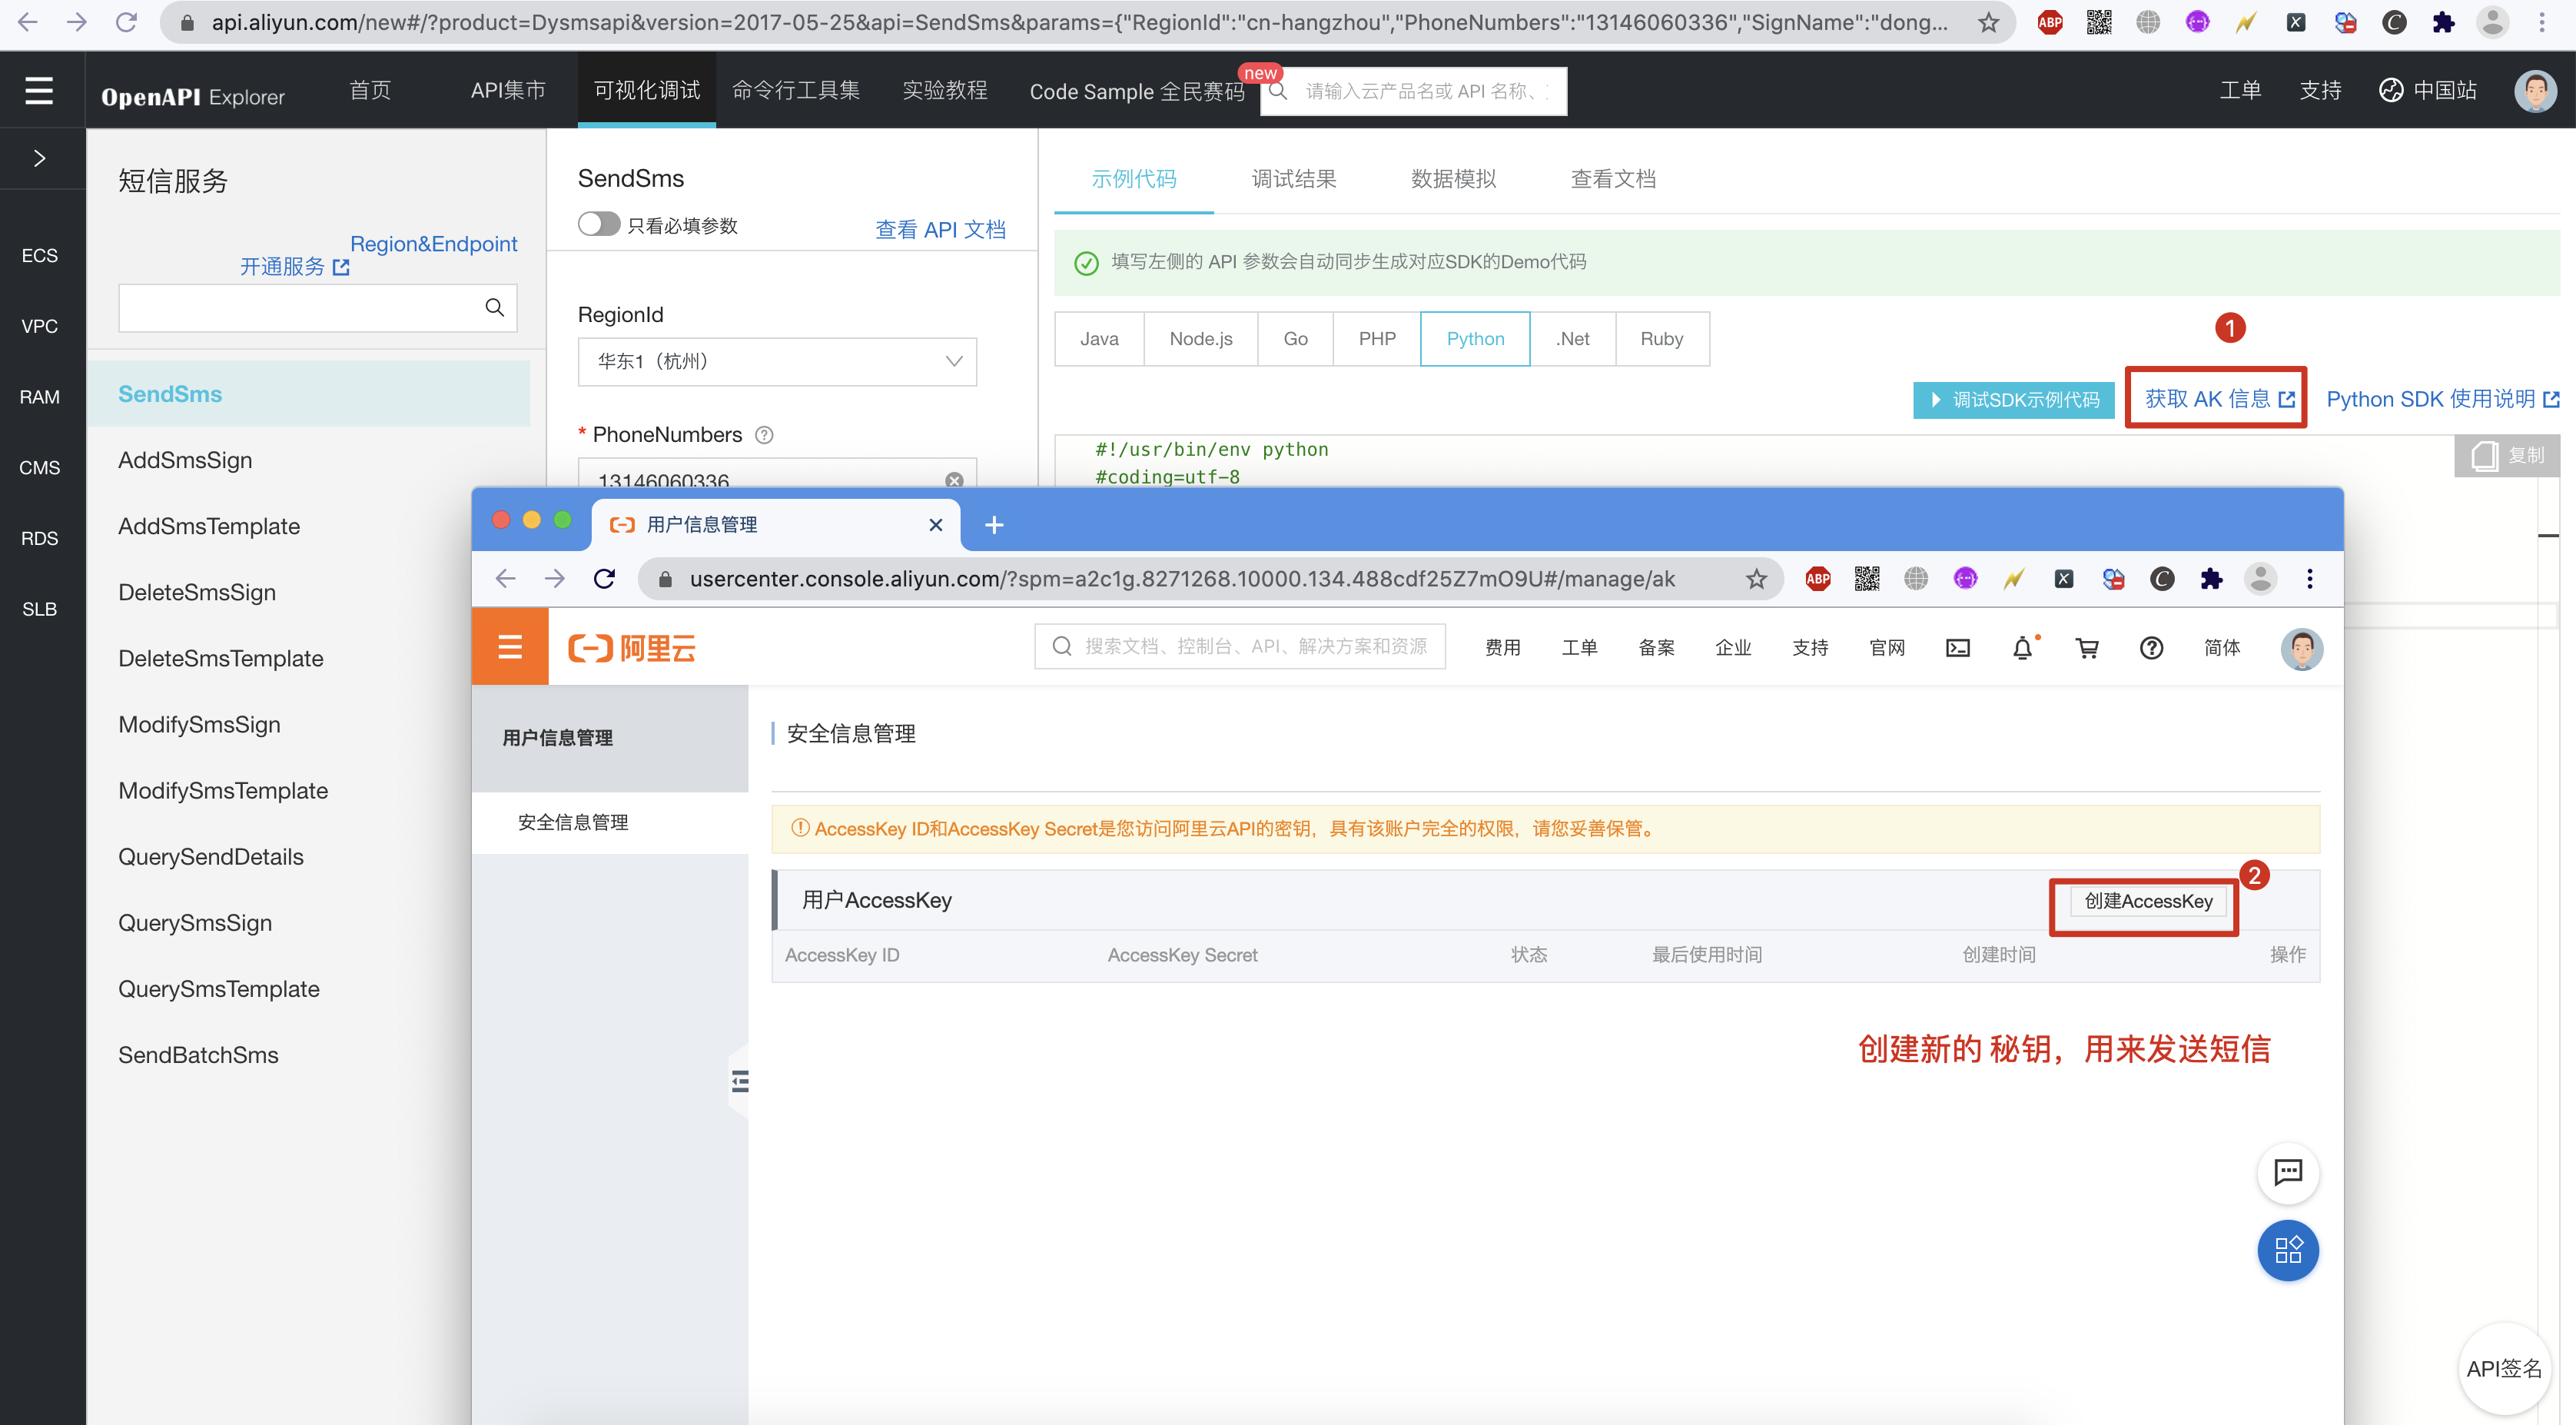 api.aliyun.com/new#/?product=Dysmsapi&version=2017-05-25&api=SendSms&params={"RegionId":"cn-hangzhou","PhoneNumbers":"13146060336","SignName":"dong...
OpenAPI Explorer 首页 API集市 可视化调试 命令行工具集 实验教程 Code Sample 全民赛码 new 请输入云产品名或 API 名称、 工单 支持 中国站
ECS
VPC
RAM
CMS
RDS
SLB
短信服务
Region&Endpoint
开通服务
SendSms
AddSmsSign
AddSmsTemplate
DeleteSmsSign
DeleteSmsTemplate
ModifySmsSign
ModifySmsTemplate
QuerySendDetails
QuerySmsSign
QuerySmsTemplate
SendBatchSms
SendSms
只看必填参数 查看 API 文档
RegionId
华东1（杭州）
* PhoneNumbers
13146060336
示例代码 调试结果 数据模拟 查看文档
填写左侧的 API 参数会自动同步生成对应SDK的Demo代码
Java Node.js Go PHP Python .Net Ruby
1
调试SDK示例代码 获取 AK 信息 Python SDK 使用说明
#!/usr/bin/env python
#coding=utf-8
复制
用户信息管理
usercenter.console.aliyun.com/?spm=a2c1g.8271268.10000.134.488cdf25Z7mO9U#/manage/ak
ABP
阿里云 搜索文档、控制台、API、解决方案和资源 费用 工单 备案 企业 支持 官网 简体
用户信息管理
安全信息管理
安全信息管理
AccessKey ID和AccessKey Secret是您访问阿里云API的密钥，具有该账户完全的权限，请您妥善保管。
用户AccessKey 创建AccessKey 2
AccessKey ID AccessKey Secret 状态 最后使用时间 创建时间 操作
创建新的 秘钥，用来发送短信
API签名